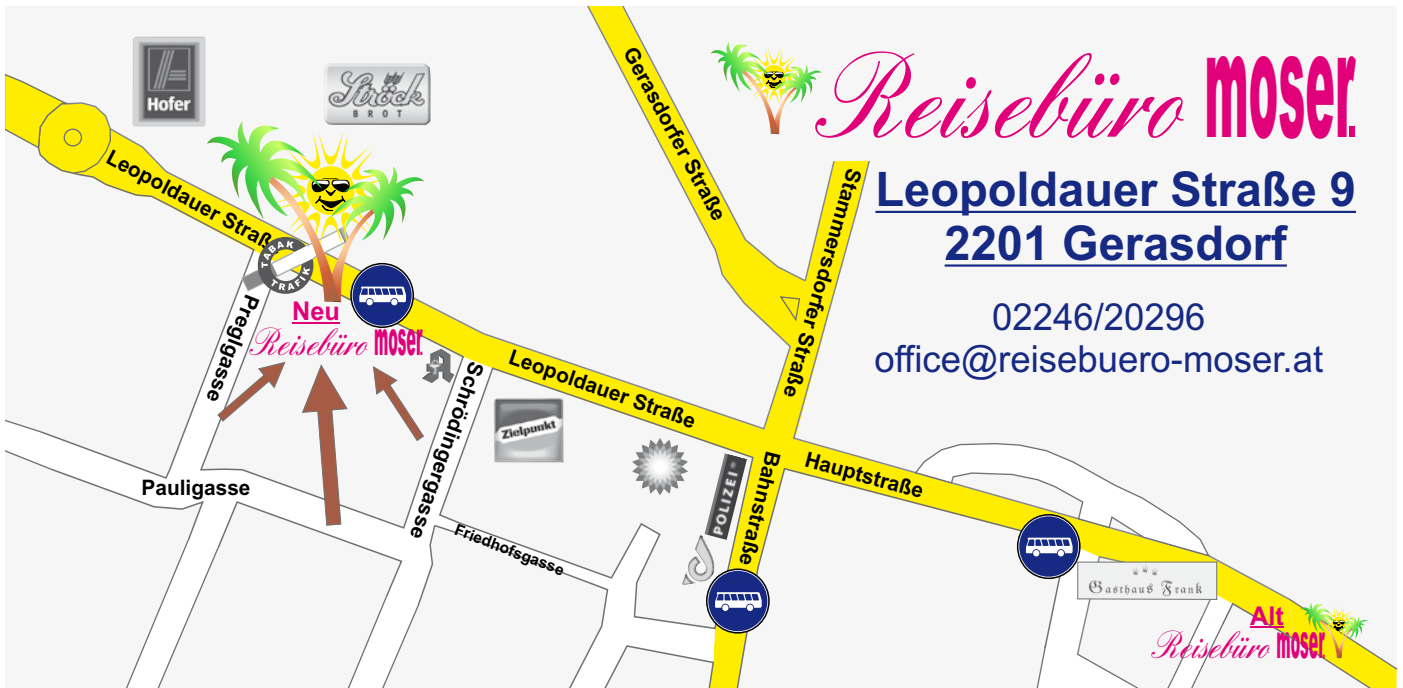 Hofer
Ströck
BROT
Gerasdorfer Straße
Reisebüro moser.
Leopoldauer Straße 9
2201 Gerasdorf
02246/20296
office@reisebuero-moser.at
Leopoldauer Straß
TABAK
TRAFIK
Stammersdorfer Straße
Neu
Reisebüro moser.
Preglgasse
Schrödingergasse
Leopoldauer Straße
Zielpunkt
Pauligasse
Friedhofsgasse
POLIZEI
Bahnstraße
Hauptstraße
Gasthaus Frank
Alt
Reisebüro moser.